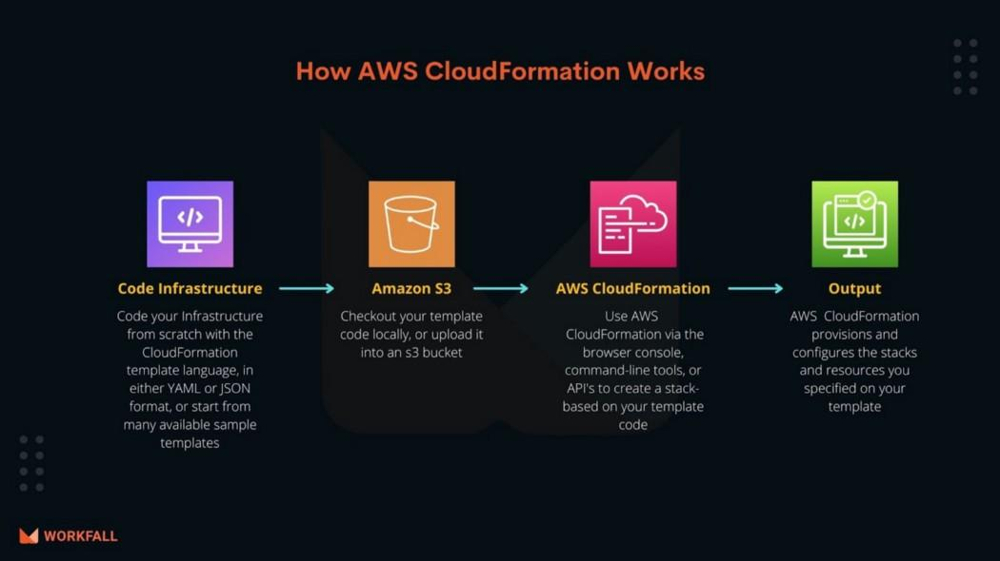 How AWS CloudFormation Works
Code Infrastructure
Code your Infrastructure
from scratch with the
CloudFormation
template language, in
either YAML or JSON
format, or start from
many available sample
templates
Amazon S3
Checkout your template
code locally, or upload it
into an s3 bucket
AWS CloudFormation
Use AWS
CloudFormation via the
browser console,
command-line tools, or
API's to create a stack-
based on your template
code
Output
AWS CloudFormation
provisions and
configures the stacks
and resources you
specified on your
template
WORKFALL